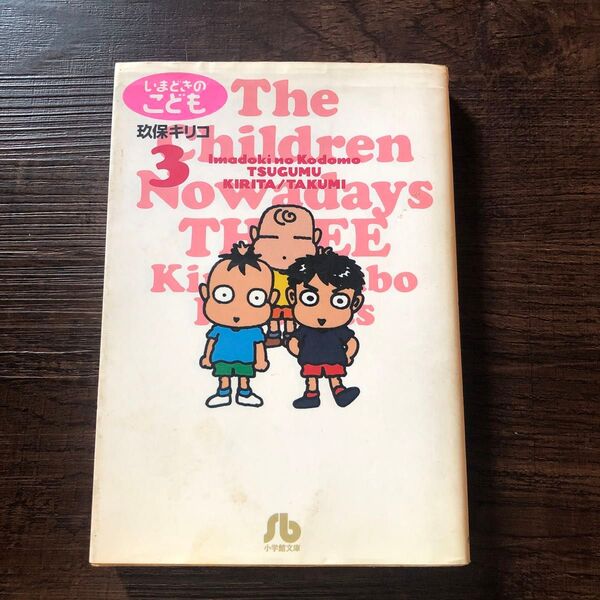 いまどきの
こども
玖保キリコ
3
The
Children
Imadoki no Kodomo
TSUGUMU
Nowadays
KIRITA/TAKUMI
THREE
小学館文庫